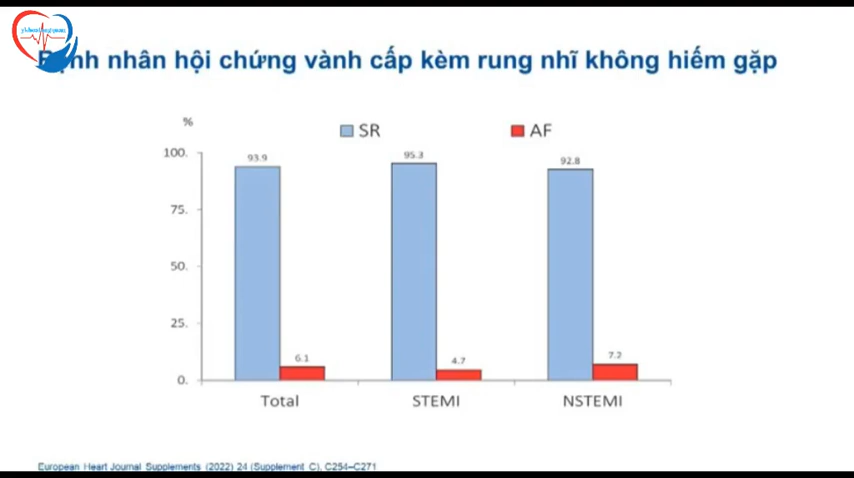 Bệnh nhân hội chứng vành cấp kèm rung nhĩ không hiếm gặp
%
SR
AF
100.
75.
50.
25.
0.
93.9
6.1
95.3
4.7
92.8
7.2
Total
STEMI
NSTEMI
European Heart Journal Supplements (2022) 24 (Supplement C), C254–C271